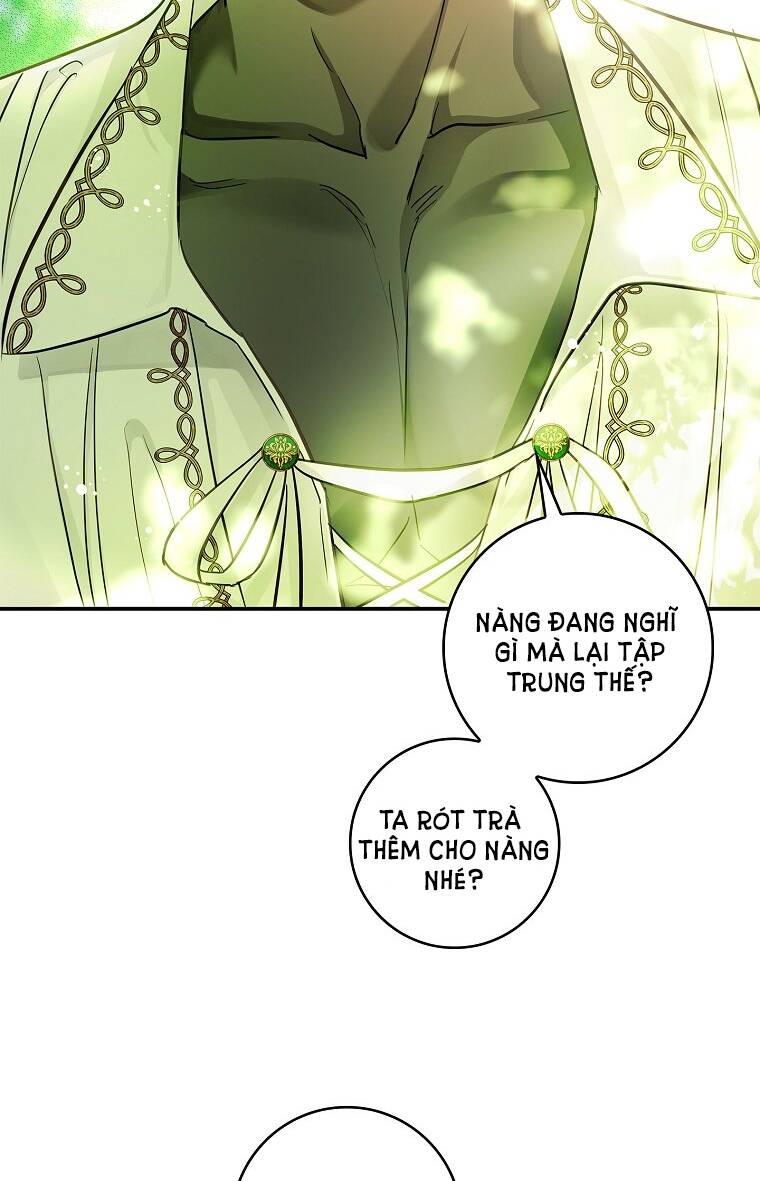 NÀNG ĐANG NGHĨ
GÌ MÀ LẠI TẬP
TRUNG THẾ?
TA RÓT TRÀ
THÊM CHO NÀNG
NHÉ?